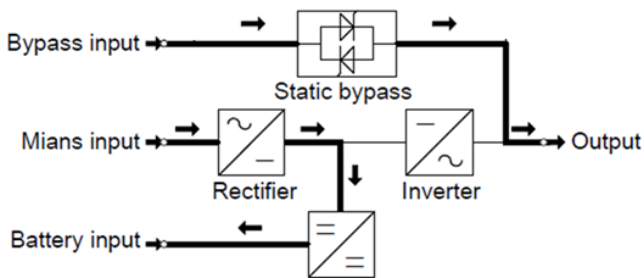 Bypass input
Static bypass
Mians input
Output
Rectifier
Inverter
Battery input